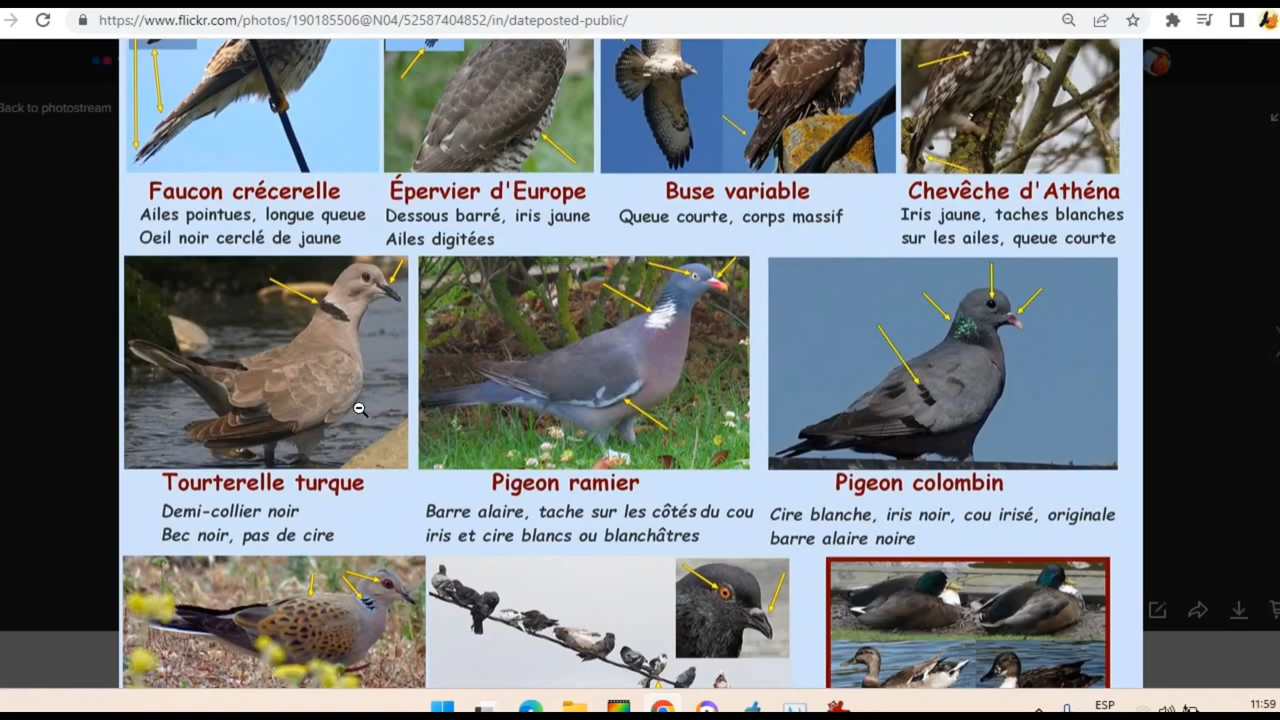 https://www.flickr.com/photos/190185506@N04/52587404852/in/dateposted-public/
Back to photostream
Faucon crécerelle
Ailes pointues, longue queue
Oeil noir cerclé de jaune
Épervier d'Europe
Dessous barré, iris jaune
Ailes digitées
Buse variable
Queue courte, corps massif
Chevêche d'Athéna
Iris jaune, taches blanches
sur les ailes, queue courte
Tourterelle turque
Demi-collier noir
Bec noir, pas de cire
Pigeon ramier
Barre alaire, tache sur les côtés du cou
iris et cire blancs ou blanchâtres
Pigeon colombin
Cire blanche, iris noir, cou irisé, originale
barre alaire noire
ESP
11:59